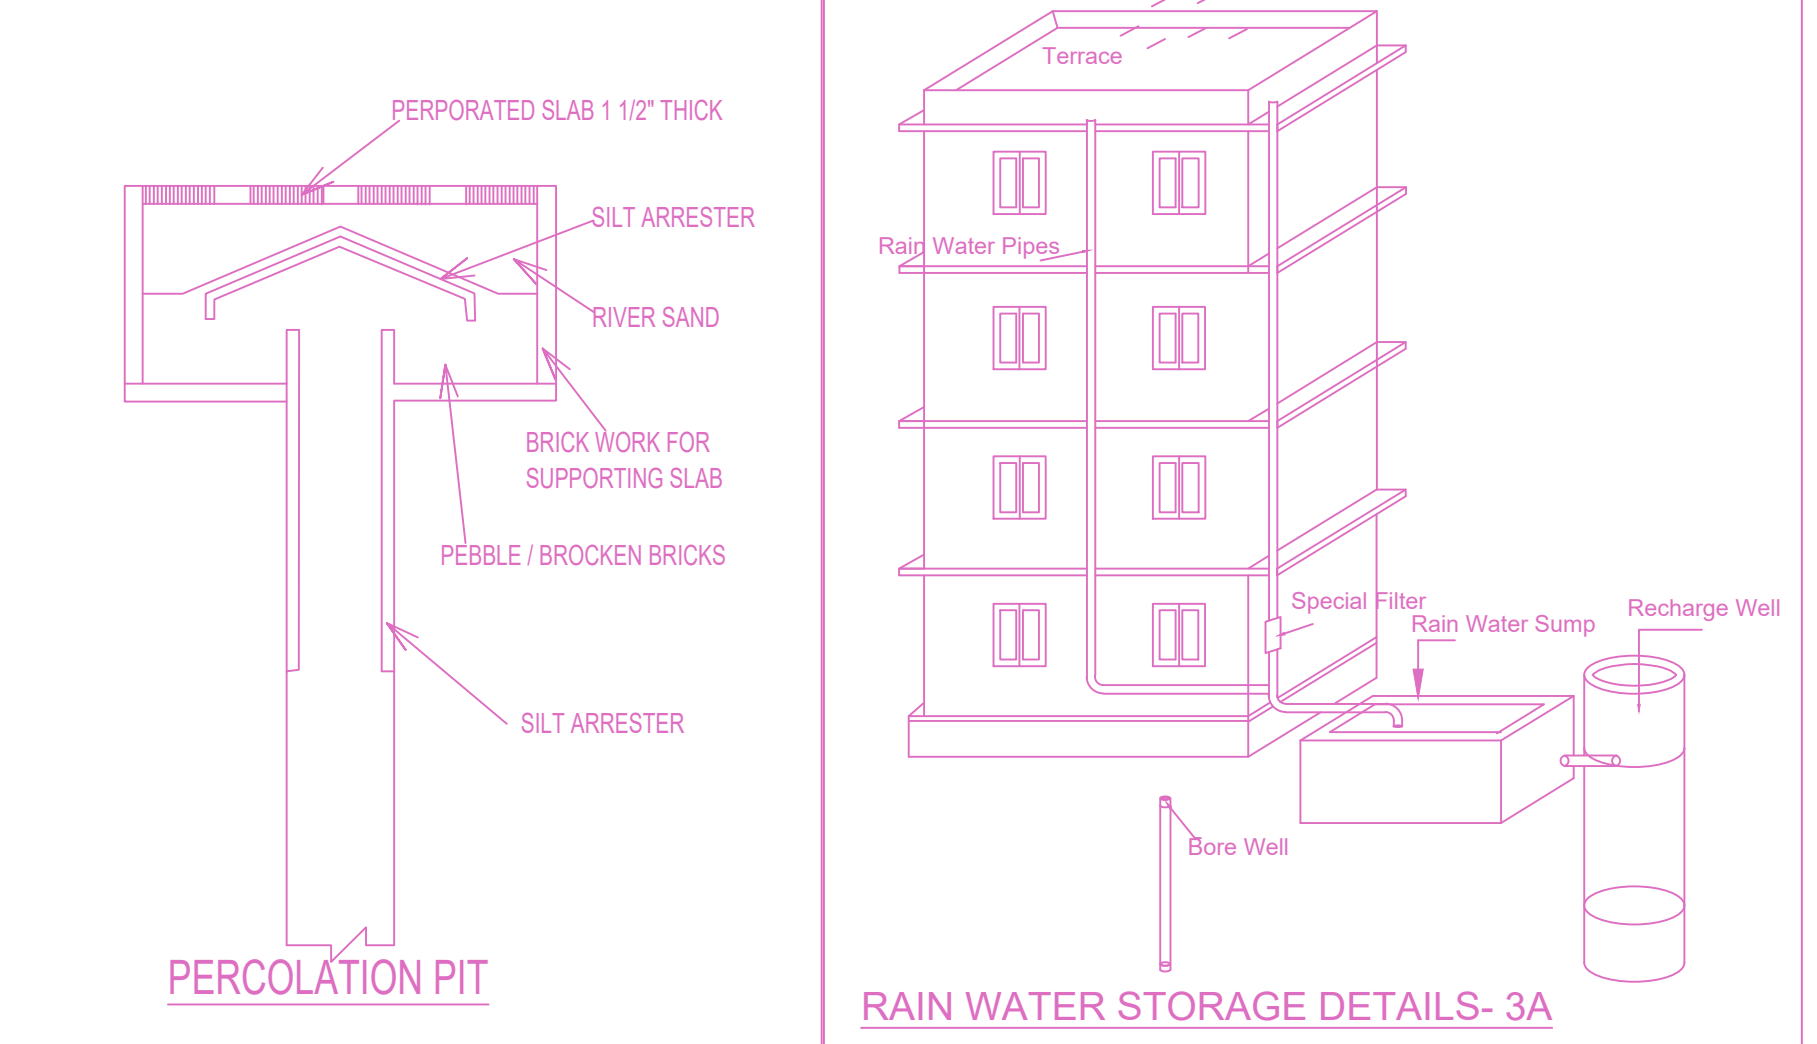 PERPORATED SLAB 1 1/2" THICK
SILT ARRESTER
RIVER SAND
BRICK WORK FOR
SUPPORTING SLAB
PEBBLE / BROCKEN BRICKS
SILT ARRESTER
PERCOLATION PIT
Terrace
Rain Water Pipes
Special Filter
Rain Water Sump
Recharge Well
Bore Well
RAIN WATER STORAGE DETAILS- 3A